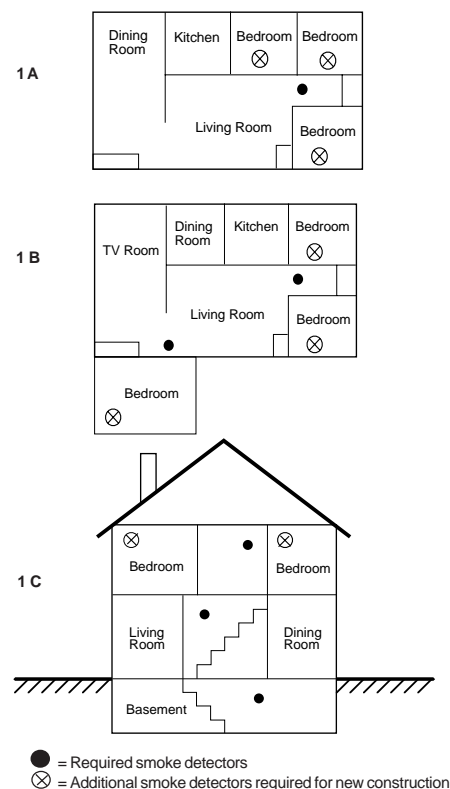 1 A
Dining
Room
Kitchen
Bedroom
Bedroom
Living Room
Bedroom
1 B
TV Room
Dining
Room
Kitchen
Bedroom
Living Room
Bedroom
Bedroom
1 C
Bedroom
Bedroom
Living
Room
Dining
Room
Basement
= Required smoke detectors
= Additional smoke detectors required for new construction